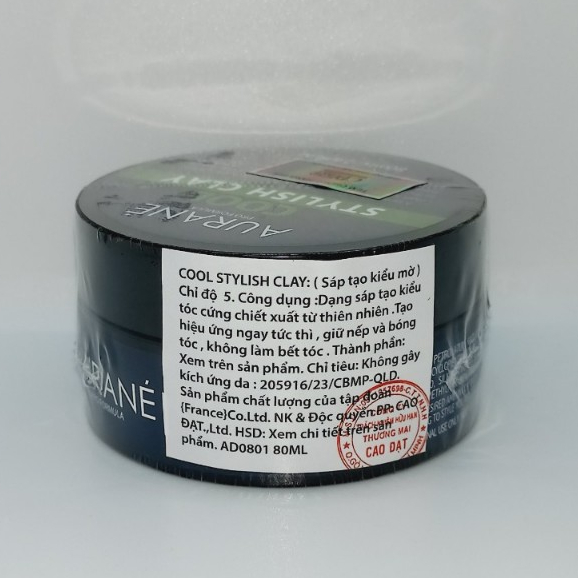 AURANÉ
COOL
STYLISH CLAY
COOL STYLISH CLAY: ( Sáp tạo kiểu mờ )
Chỉ độ 5. Công dụng :Dạng sáp tạo kiểu
tóc cứng chiết xuất từ thiên nhiên .Tạo
hiệu ứng ngay tức thì , giữ nếp và bóng
tóc , không làm bết tóc . Thành phần:
Xem trên sản phẩm. Chỉ tiêu: Không gây
kích ứng da : 205916/23/CBMP-QLD.
Sản phẩm chất lượng của tập đoàn
(France)Co.Ltd. NK & Độc quyền PP: CAO
ĐẠT.,Ltd. HSD: Xem chi tiết trên sản
phẩm. AD0801 80ML
THƯƠNG MẠI
CAO ĐẠT
FORMULA